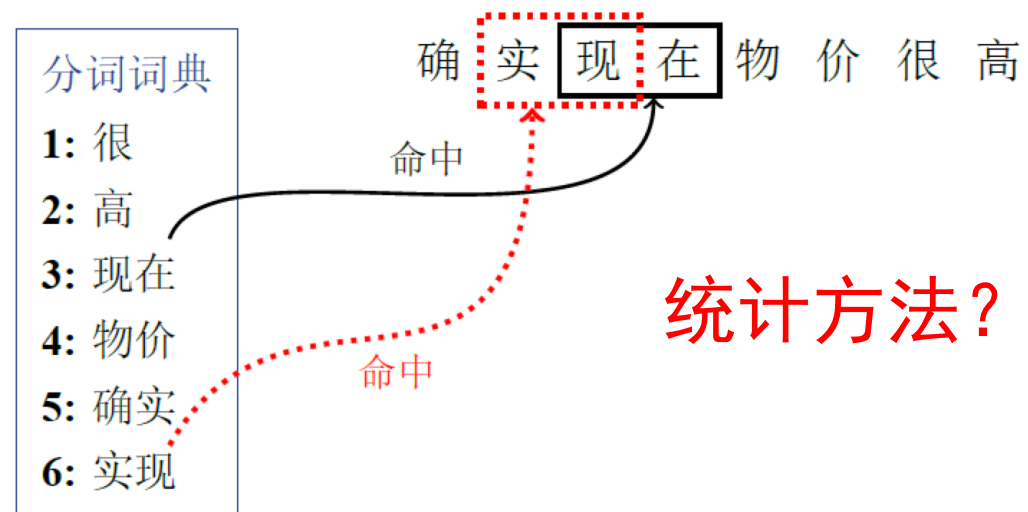 确实现在物价很高
分词词典
1: 很
2: 高
3: 现在
4: 物价
5: 确实
6: 实现
命中
命中
统计方法?